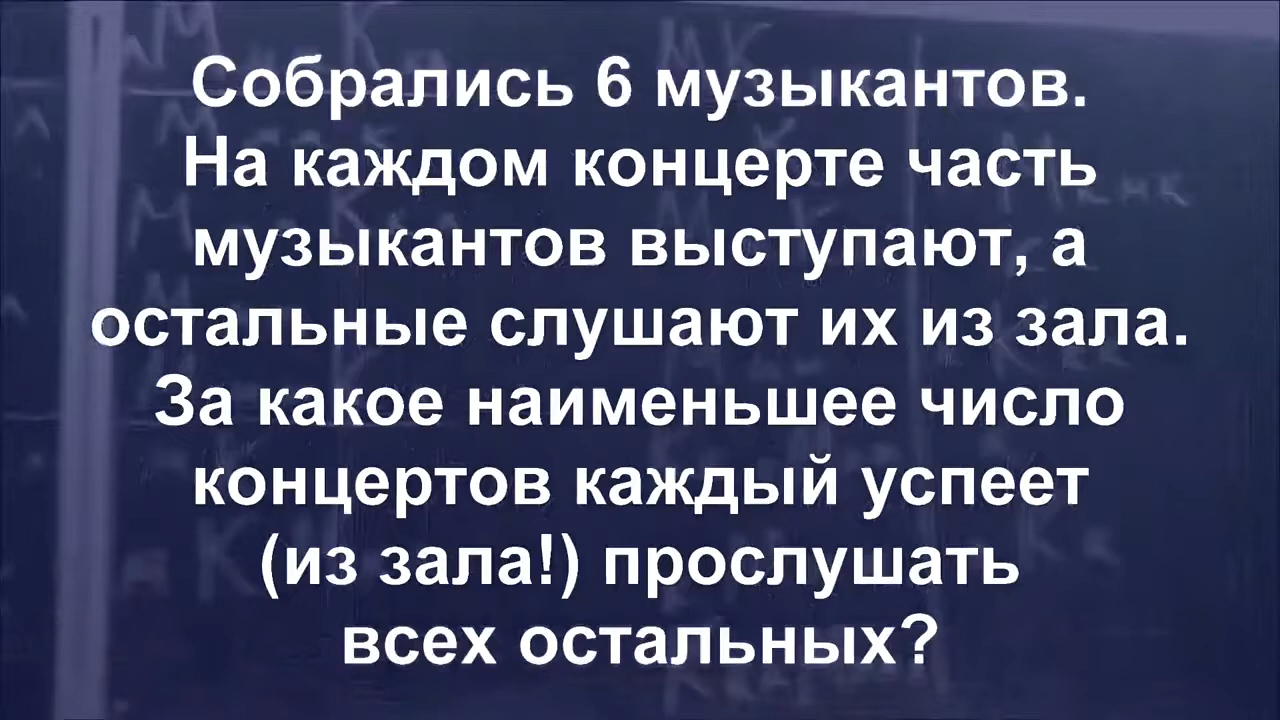 Собрались 6 музыкантов.
На каждом концерте часть
музыкантов выступают, а
остальные слушают их из зала.
За какое наименьшее число
концертов каждый успеет
(из зала!) прослушать
всех остальных?